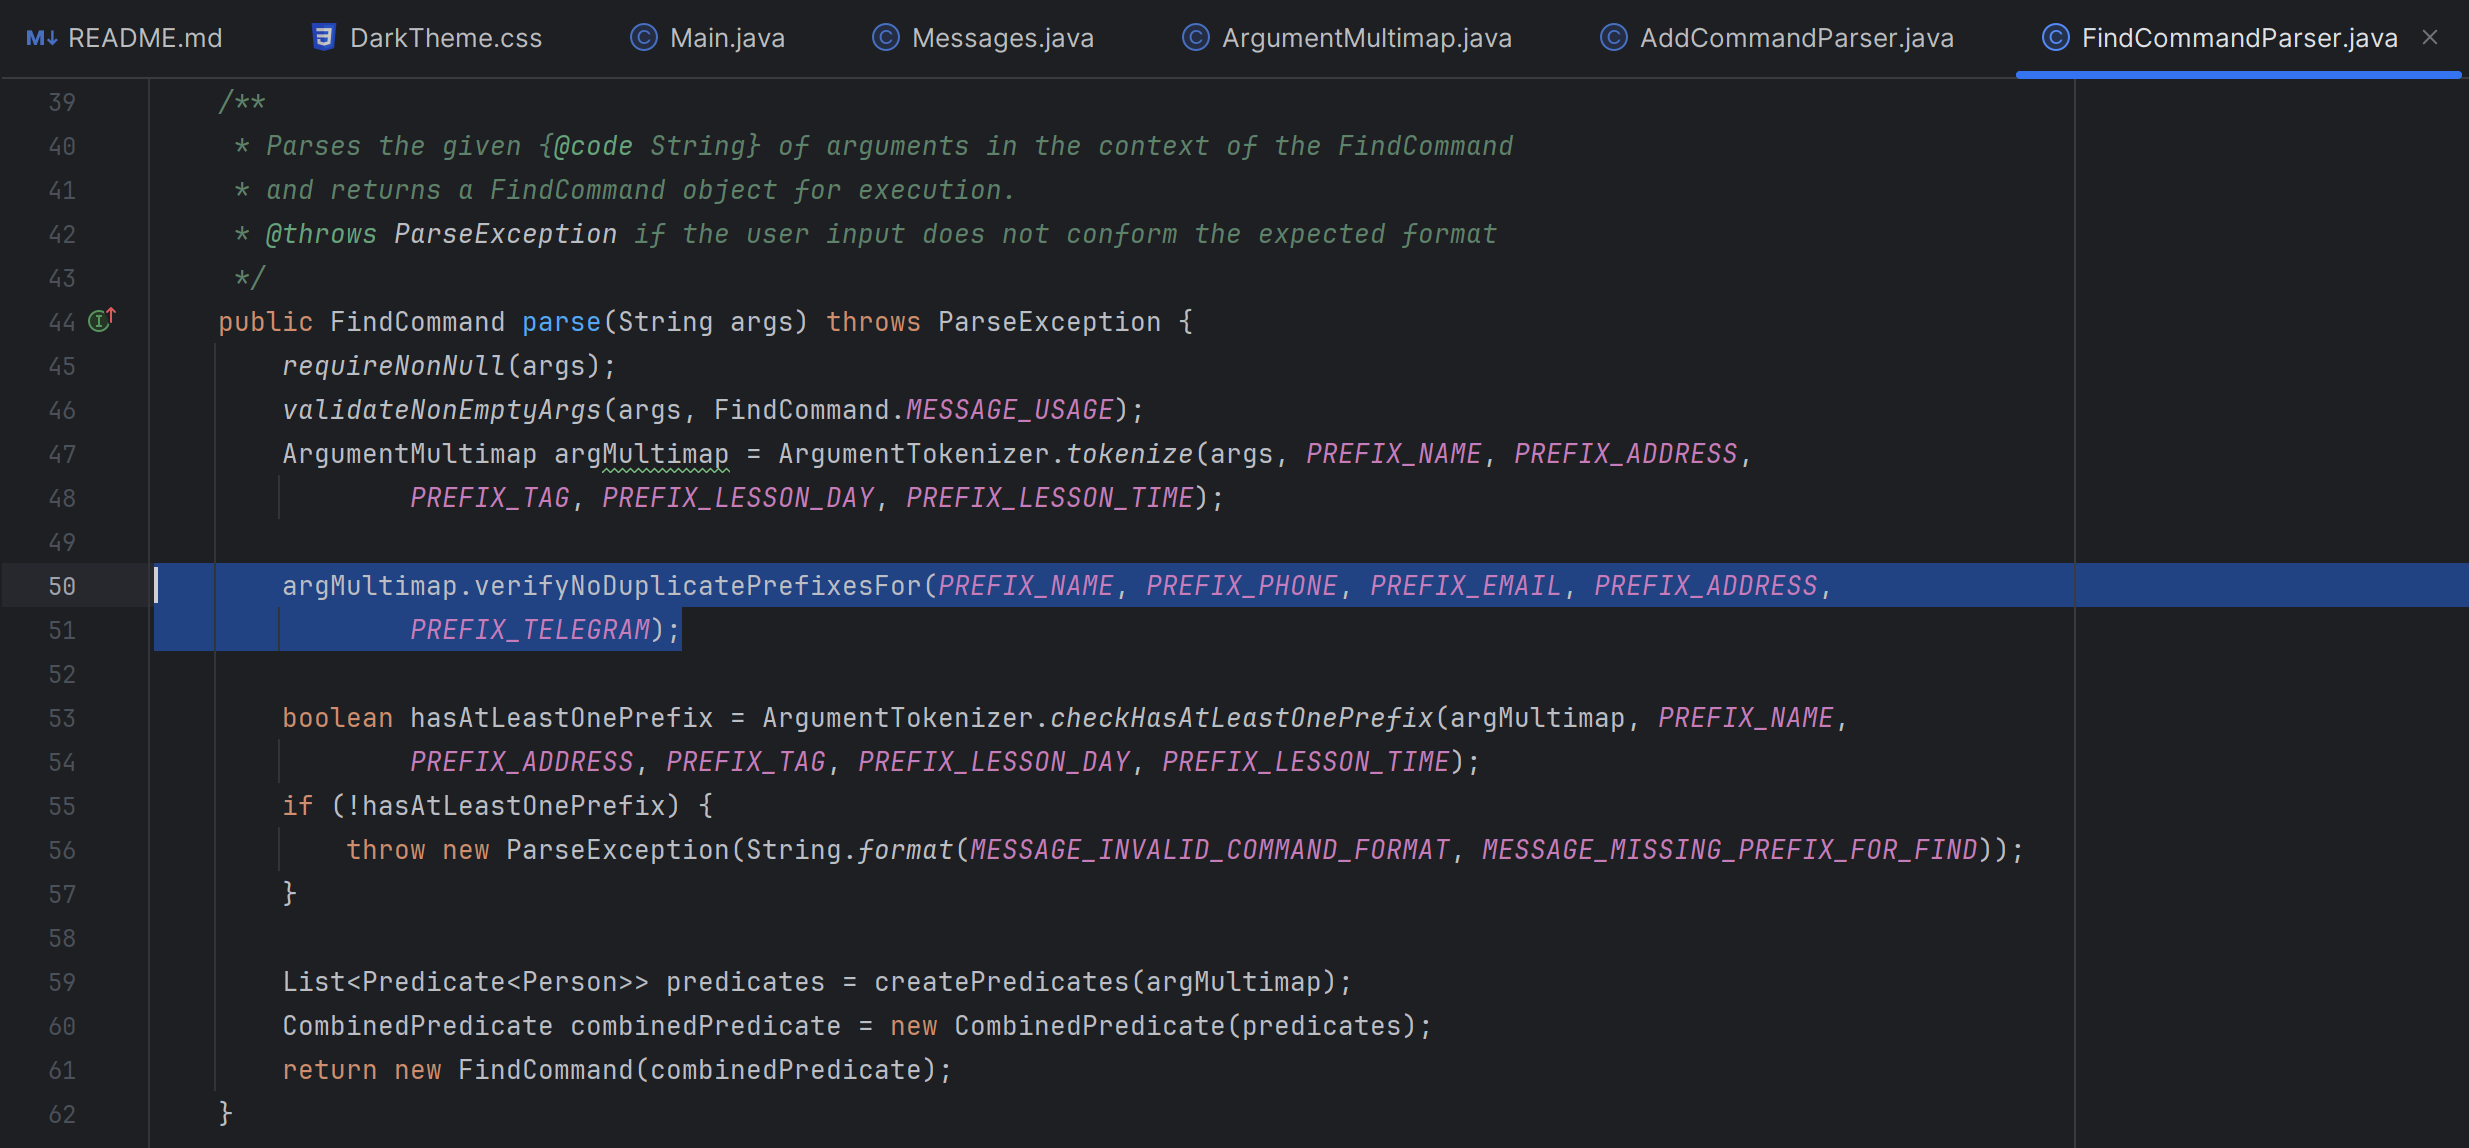 M↓ README.md DarkTheme.css © Main.java © Messages.java © ArgumentMultimap.java © AddCommandParser.java © FindCommandParser.java ×
39 /**
40 * Parses the given {@code String} of arguments in the context of the FindCommand
41 * and returns a FindCommand object for execution.
42 * @throws ParseException if the user input does not conform the expected format
43 */
44 public FindCommand parse(String args) throws ParseException {
45 requireNonNull(args);
46 validateNonEmptyArgs(args, FindCommand.MESSAGE_USAGE);
47 ArgumentMultimap argMultimap = ArgumentTokenizer.tokenize(args, PREFIX_NAME, PREFIX_ADDRESS,
48 PREFIX_TAG, PREFIX_LESSON_DAY, PREFIX_LESSON_TIME);
49
50 argMultimap.verifyNoDuplicatePrefixesFor(PREFIX_NAME, PREFIX_PHONE, PREFIX_EMAIL, PREFIX_ADDRESS,
51 PREFIX_TELEGRAM);
52
53 boolean hasAtLeastOnePrefix = ArgumentTokenizer.checkHasAtLeastOnePrefix(argMultimap, PREFIX_NAME,
54 PREFIX_ADDRESS, PREFIX_TAG, PREFIX_LESSON_DAY, PREFIX_LESSON_TIME);
55 if (!hasAtLeastOnePrefix) {
56 throw new ParseException(String.format(MESSAGE_INVALID_COMMAND_FORMAT, MESSAGE_MISSING_PREFIX_FOR_FIND));
57 }
58
59 List<Predicate<Person>> predicates = createPredicates(argMultimap);
60 CombinedPredicate combinedPredicate = new CombinedPredicate(predicates);
61 return new FindCommand(combinedPredicate);
62 }